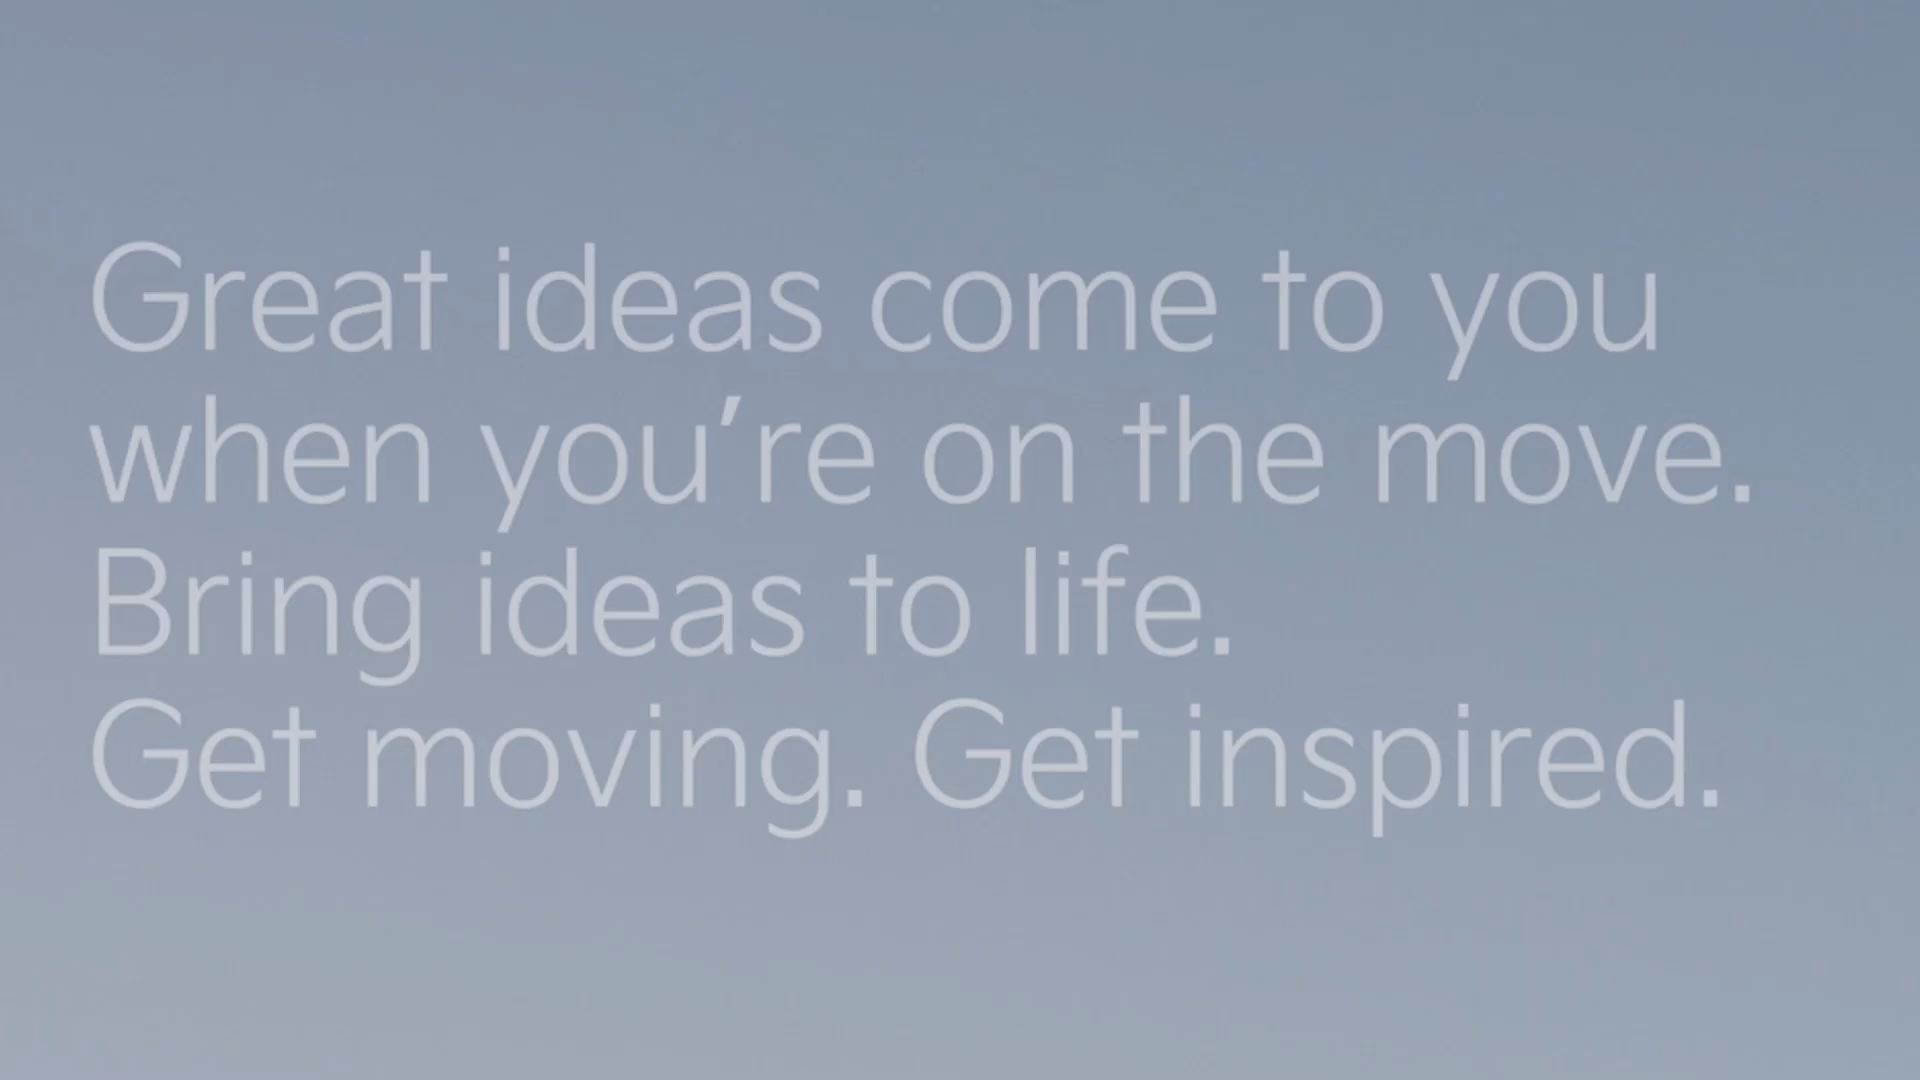 Great ideas come to you
when you’re on the move.
Bring ideas to life.
Get moving. Get inspired.